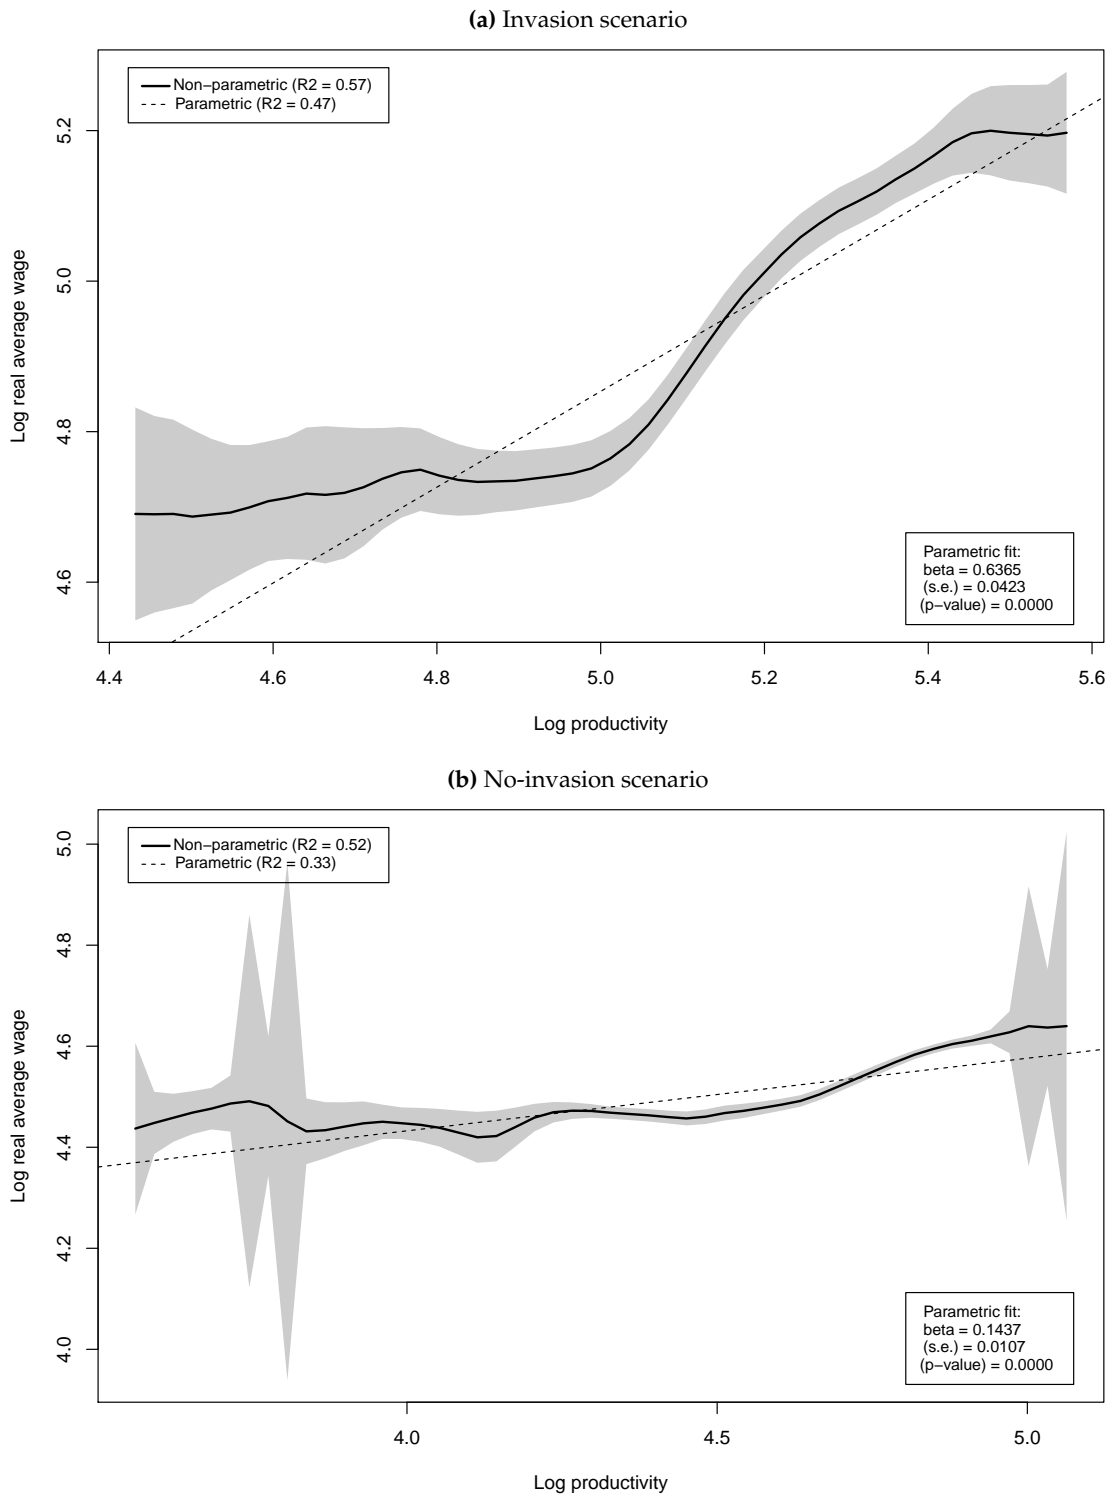 (a) Invasion scenario
Non−parametric (R2 = 0.57)
Parametric (R2 = 0.47)
5.2
5.0
4.8
4.6
Log real average wage
Parametric fit:
beta = 0.6365
(s.e.) = 0.0423
(p−value) = 0.0000
4.4 4.6 4.8 5.0 5.2 5.4 5.6
Log productivity
(b) No-invasion scenario
Non−parametric (R2 = 0.52)
Parametric (R2 = 0.33)
5.0
4.8
4.6
4.4
4.2
4.0
Log real average wage
Parametric fit:
beta = 0.1437
(s.e.) = 0.0107
(p−value) = 0.0000
4.0 4.5 5.0
Log productivity